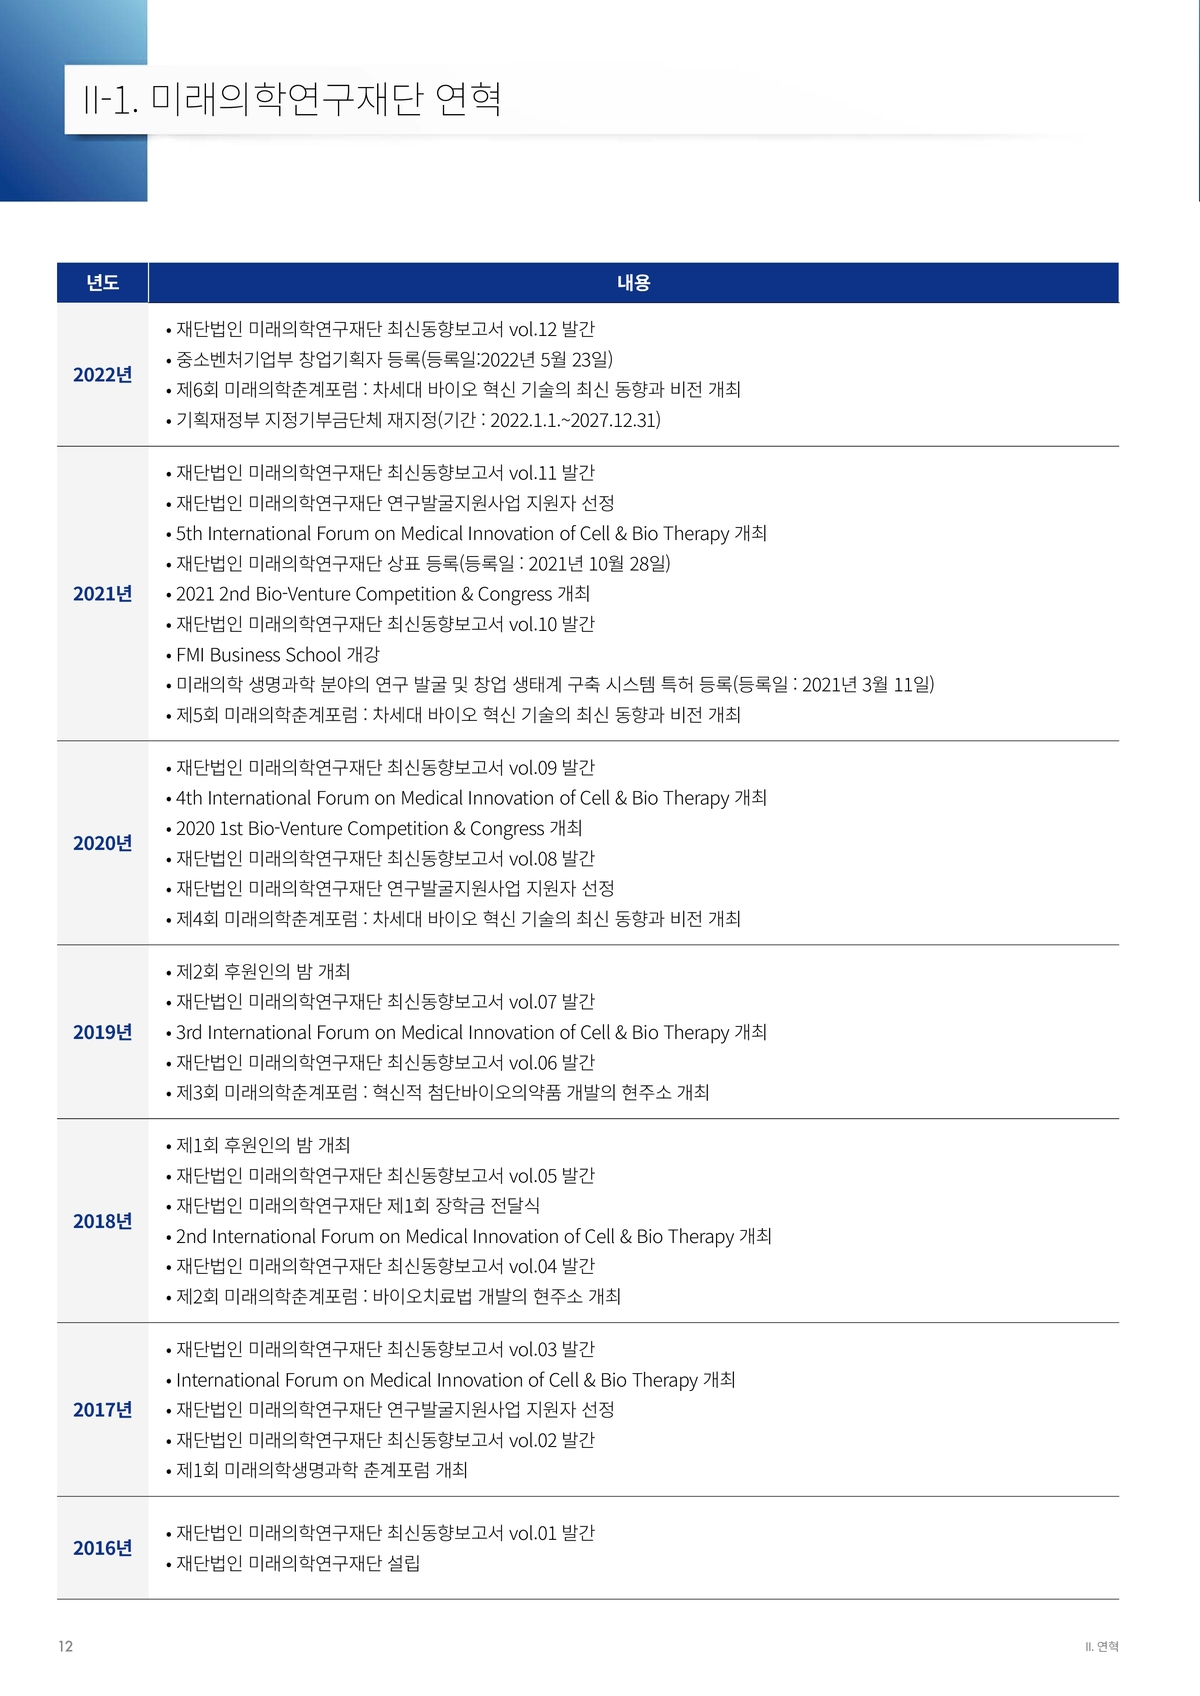 II-1. 미래의학연구재단 연혁
년도 내용
2022년
• 재단법인 미래의학연구재단 최신동향보고서 vol.12 발간
• 중소벤처기업부 창업기획자 등록(등록일:2022년 5월 23일)
• 제6회 미래의학춘계포럼 : 차세대 바이오 혁신 기술의 최신 동향과 비전 개최
• 기획재정부 지정기부금단체 재지정(기간 : 2022.1.1.~2027.12.31)
2021년
• 재단법인 미래의학연구재단 최신동향보고서 vol.11 발간
• 재단법인 미래의학연구재단 연구발굴지원사업 지원자 선정
• 5th International Forum on Medical Innovation of Cell & Bio Therapy 개최
• 재단법인 미래의학연구재단 상표 등록(등록일 : 2021년 10월 28일)
• 2021 2nd Bio-Venture Competition & Congress 개최
• 재단법인 미래의학연구재단 최신동향보고서 vol.10 발간
• FMI Business School 개강
• 미래의학 생명과학 분야의 연구 발굴 및 창업 생태계 구축 시스템 특허 등록(등록일 : 2021년 3월 11일)
• 제5회 미래의학춘계포럼 : 차세대 바이오 혁신 기술의 최신 동향과 비전 개최
2020년
• 재단법인 미래의학연구재단 최신동향보고서 vol.09 발간
• 4th International Forum on Medical Innovation of Cell & Bio Therapy 개최
• 2020 1st Bio-Venture Competition & Congress 개최
• 재단법인 미래의학연구재단 최신동향보고서 vol.08 발간
• 재단법인 미래의학연구재단 연구발굴지원사업 지원자 선정
• 제4회 미래의학춘계포럼 : 차세대 바이오 혁신 기술의 최신 동향과 비전 개최
2019년
• 제2회 후원인의 밤 개최
• 재단법인 미래의학연구재단 최신동향보고서 vol.07 발간
• 3rd International Forum on Medical Innovation of Cell & Bio Therapy 개최
• 재단법인 미래의학연구재단 최신동향보고서 vol.06 발간
• 제3회 미래의학춘계포럼 : 혁신적 첨단바이오의약품 개발의 현주소 개최
2018년
• 제1회 후원인의 밤 개최
• 재단법인 미래의학연구재단 최신동향보고서 vol.05 발간
• 재단법인 미래의학연구재단 제1회 장학금 전달식
• 2nd International Forum on Medical Innovation of Cell & Bio Therapy 개최
• 재단법인 미래의학연구재단 최신동향보고서 vol.04 발간
• 제2회 미래의학춘계포럼 : 바이오치료법 개발의 현주소 개최
2017년
• 재단법인 미래의학연구재단 최신동향보고서 vol.03 발간
• International Forum on Medical Innovation of Cell & Bio Therapy 개최
• 재단법인 미래의학연구재단 연구발굴지원사업 지원자 선정
• 재단법인 미래의학연구재단 최신동향보고서 vol.02 발간
• 제1회 미래의학생명과학 춘계포럼 개최
2016년
• 재단법인 미래의학연구재단 최신동향보고서 vol.01 발간
• 재단법인 미래의학연구재단 설립
12
II. 연혁